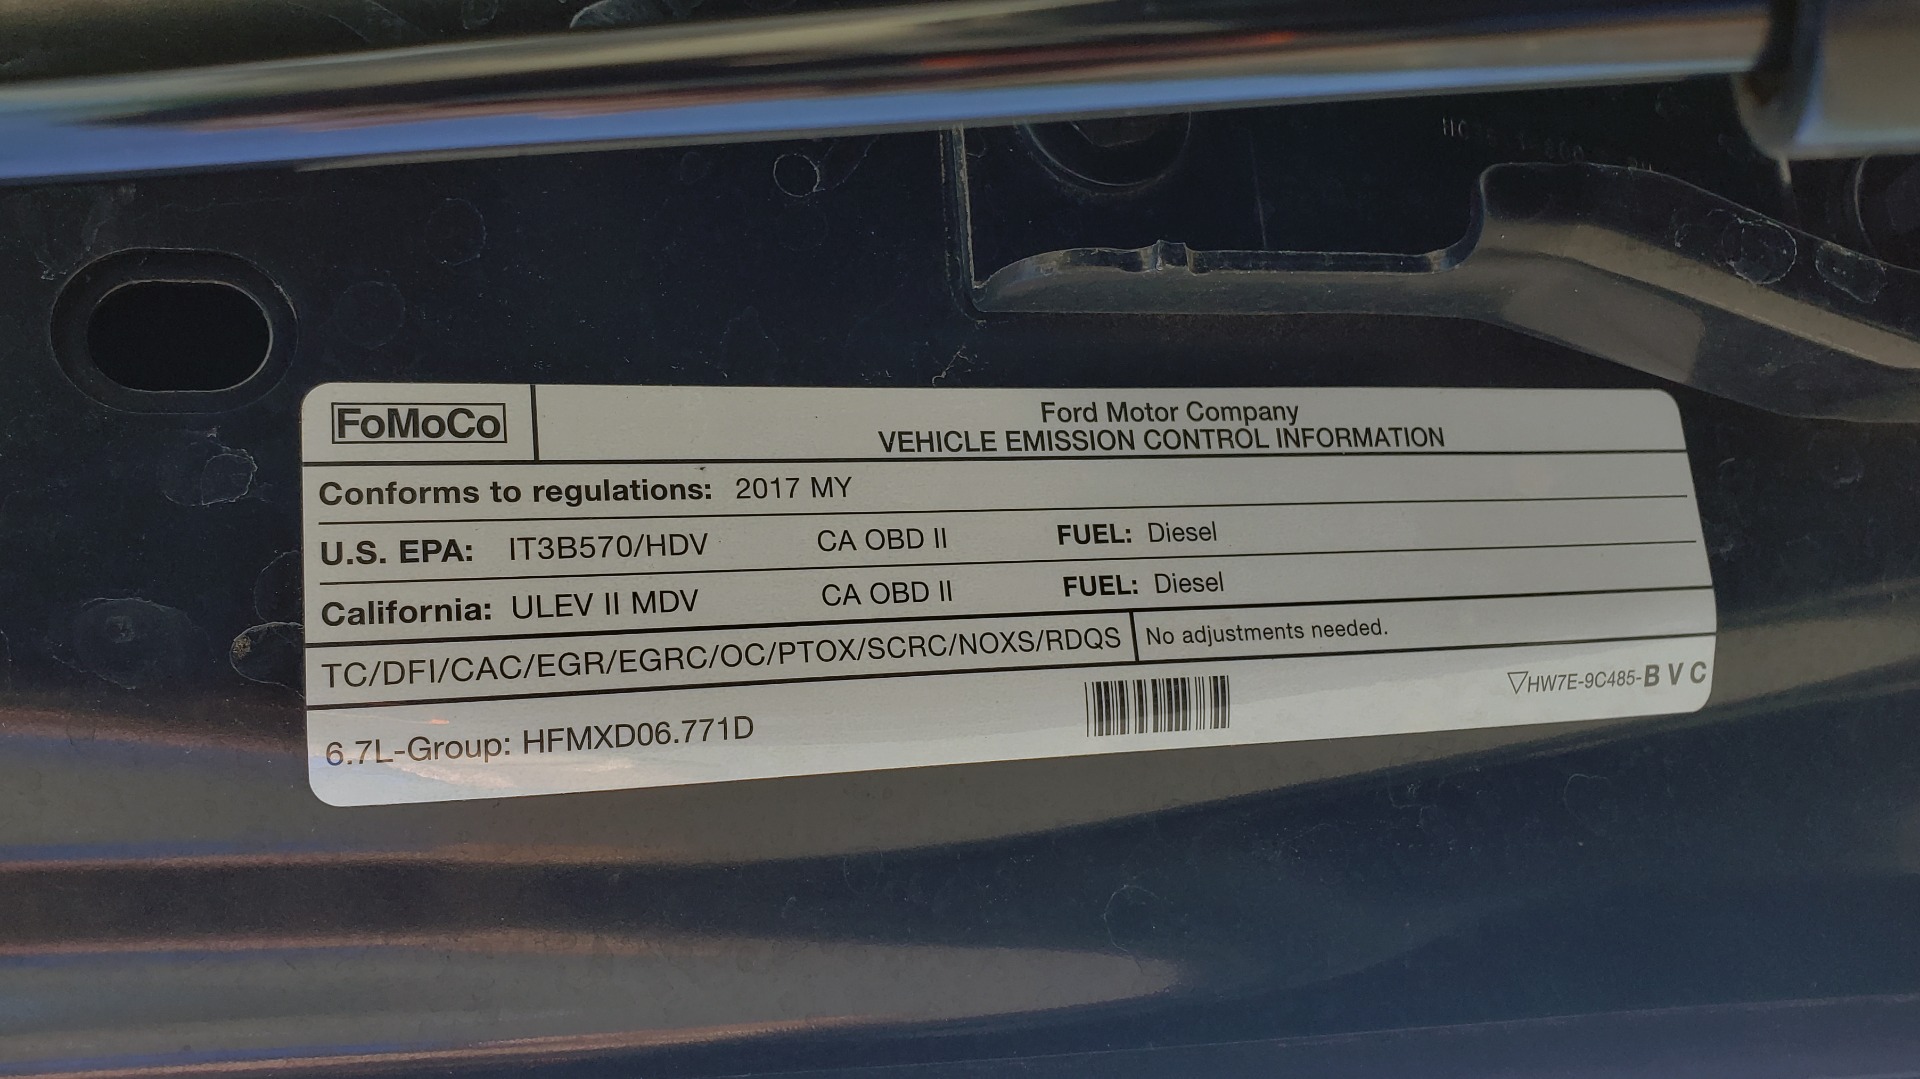 FoMoCo
Ford Motor Company
VEHICLE EMISSION CONTROL INFORMATION
Conforms to regulations: 2017 MY
U.S. EPA: IT3B570/HDV CA OBD II FUEL: Diesel
California: ULEV II MDV CA OBD II FUEL: Diesel
TC/DFI/CAC/EGR/EGRC/OC/PTOX/SCRC/NOXS/RDQS No adjustments needed.
▽HW7E-9C485-B V C
6.7L-Group: HFMXD06.771D